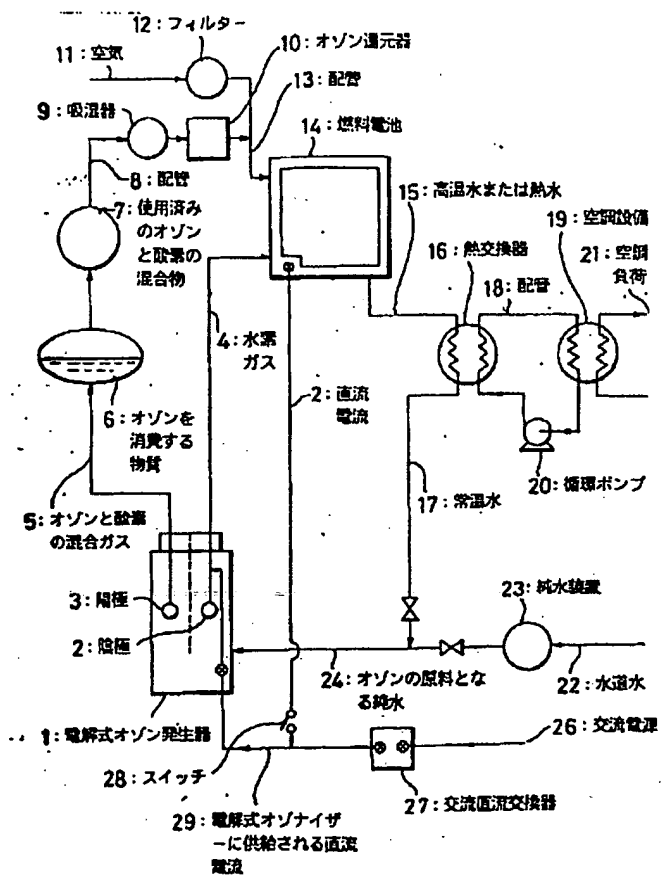 12：フィルター
11：空気
10：オゾン還元器
13：配管
9：吸湿器
14：燃料電池
8：配管
15：高温水または熱水
19：空調設備
7：使用済み
のオゾン
と酸素の
混合物
16：熱交換器
21：空調
負荷
18：配管
4：水素
ガス
2：直流
電流
6：オゾンを
消費する
物質
20：循環ポンプ
17：常温水
5：オゾンと酸素
の混合ガス
23：純水装置
3：陽極
2：陰極
24：オゾンの原料とな
る純水
22：水道水
1：電解式オゾン発生器
26：交流電源
28：スイッチ
27：交流直流交換器
29：電解式オゾナイザ
ーに供給される直流
電流